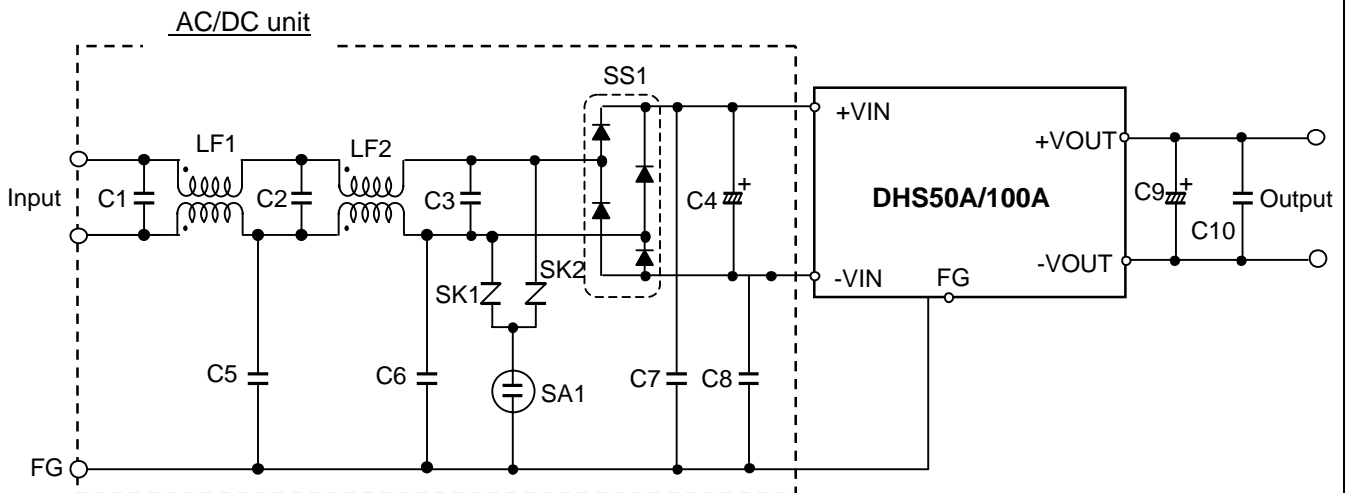 AC/DC unit
SS1
+VIN
LF1
LF2
+VOUT
Input
C1
C2
C3
C4
+
DHS50A/100A
C9
+
C10
Output
SK1
SK2
-VIN
FG
-VOUT
C5
C6
SA1
C7
C8
FG